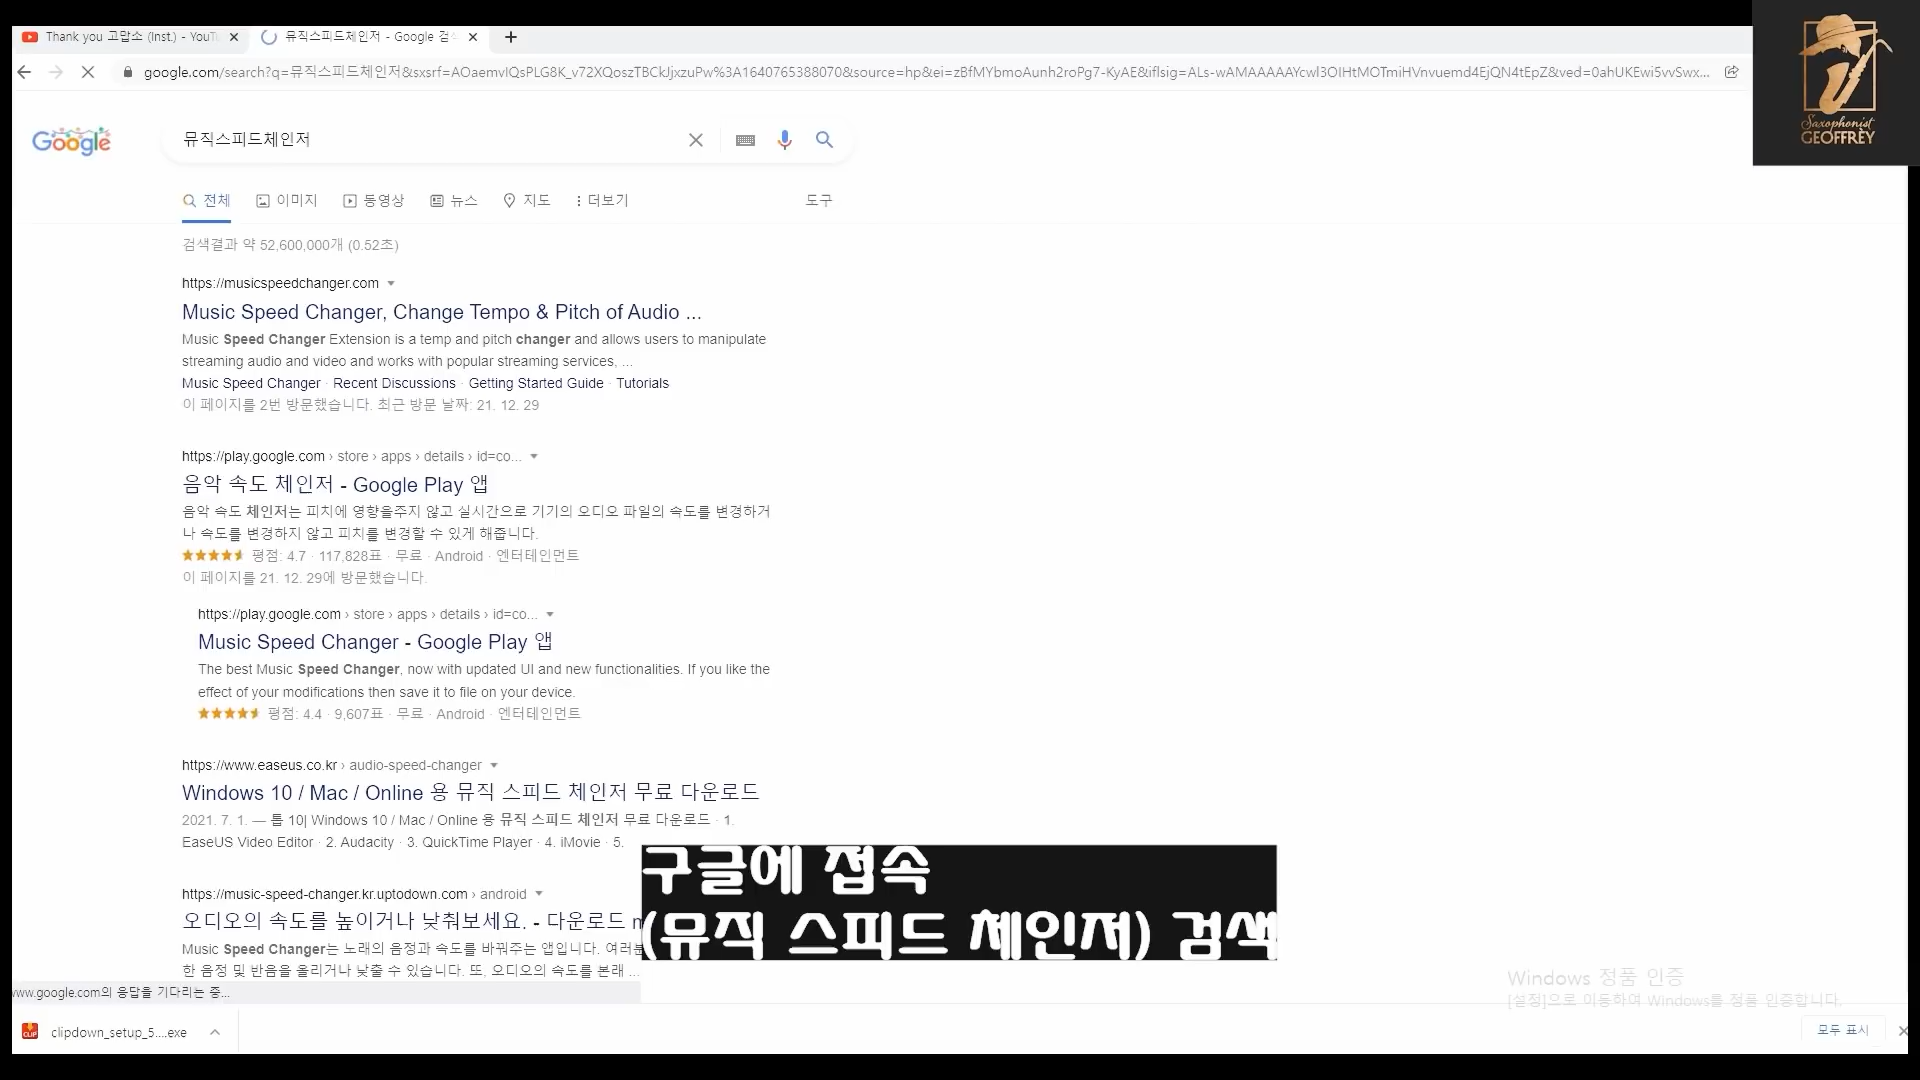 Thank you 고맙소 (Inst.) - YouTu
뮤직스피드체인저 - Google 검색
google.com/search?q=뮤직스피드체인저&sxsrf=AOaemvIQsPLG8K_v72XQoszTBCkJjxzuPw%3A1640765388070&source=hp&ei=zBfMYbmoAunh2roPg7-KyAE&iflsig=ALs-wAMAAAAAYcwl3OIHtMOTmiHVnvuemd4EjQN4tEpZ&ved=0ahUKEwi5vvSwx...
Saxophonist
GEOFFREY
Google
뮤직스피드체인저
전체 이미지 동영상 뉴스 지도 더보기 도구
검색결과 약 52,600,000개 (0.52초)
https://musicspeedchanger.com
Music Speed Changer, Change Tempo & Pitch of Audio ...
Music Speed Changer Extension is a temp and pitch changer and allows users to manipulate
streaming audio and video and works with popular streaming services, ...
Music Speed Changer · Recent Discussions · Getting Started Guide · Tutorials
이 페이지를 2번 방문했습니다. 최근 방문 날짜: 21. 12. 29
https://play.google.com › store › apps › details › id=co...
음악 속도 체인저 - Google Play 앱
음악 속도 체인저는 피치에 영향을주지 않고 실시간으로 기기의 오디오 파일의 속도를 변경하거
나 속도를 변경하지 않고 피치를 변경할 수 있게 해줍니다.
평점: 4.7 · 117,828표 · 무료 · Android · 엔터테인먼트
이 페이지를 21. 12. 29에 방문했습니다.
https://play.google.com › store › apps › details › id=co...
Music Speed Changer - Google Play 앱
The best Music Speed Changer, now with updated UI and new functionalities. If you like the
effect of your modifications then save it to file on your device.
평점: 4.4 · 9,607표 · 무료 · Android · 엔터테인먼트
https://www.easeus.co.kr › audio-speed-changer
Windows 10 / Mac / Online 용 뮤직 스피드 체인저 무료 다운로드
2021. 7. 1. — 톱 10| Windows 10 / Mac / Online 용 뮤직 스피드 체인저 무료 다운로드 · 1.
EaseUS Video Editor · 2. Audacity · 3. QuickTime Player · 4. iMovie · 5.
https://music-speed-changer.kr.uptodown.com › android
오디오의 속도를 높이거나 낮춰보세요. - 다운로드 m
Music Speed Changer는 노래의 음정과 속도를 바꿔주는 앱입니다. 여러분
한 음정 및 반음을 올리거나 낮출 수 있습니다. 또, 오디오의 속도를 본래 ...
구글에 접속
(뮤직 스피드 체인저) 검색
Windows 정품 인증
[설정]으로 이동하여 Windows를 정품 인증합니다.
www.google.com의 응답을 기다리는 중...
clipdown_setup_5....exe
모두 표시